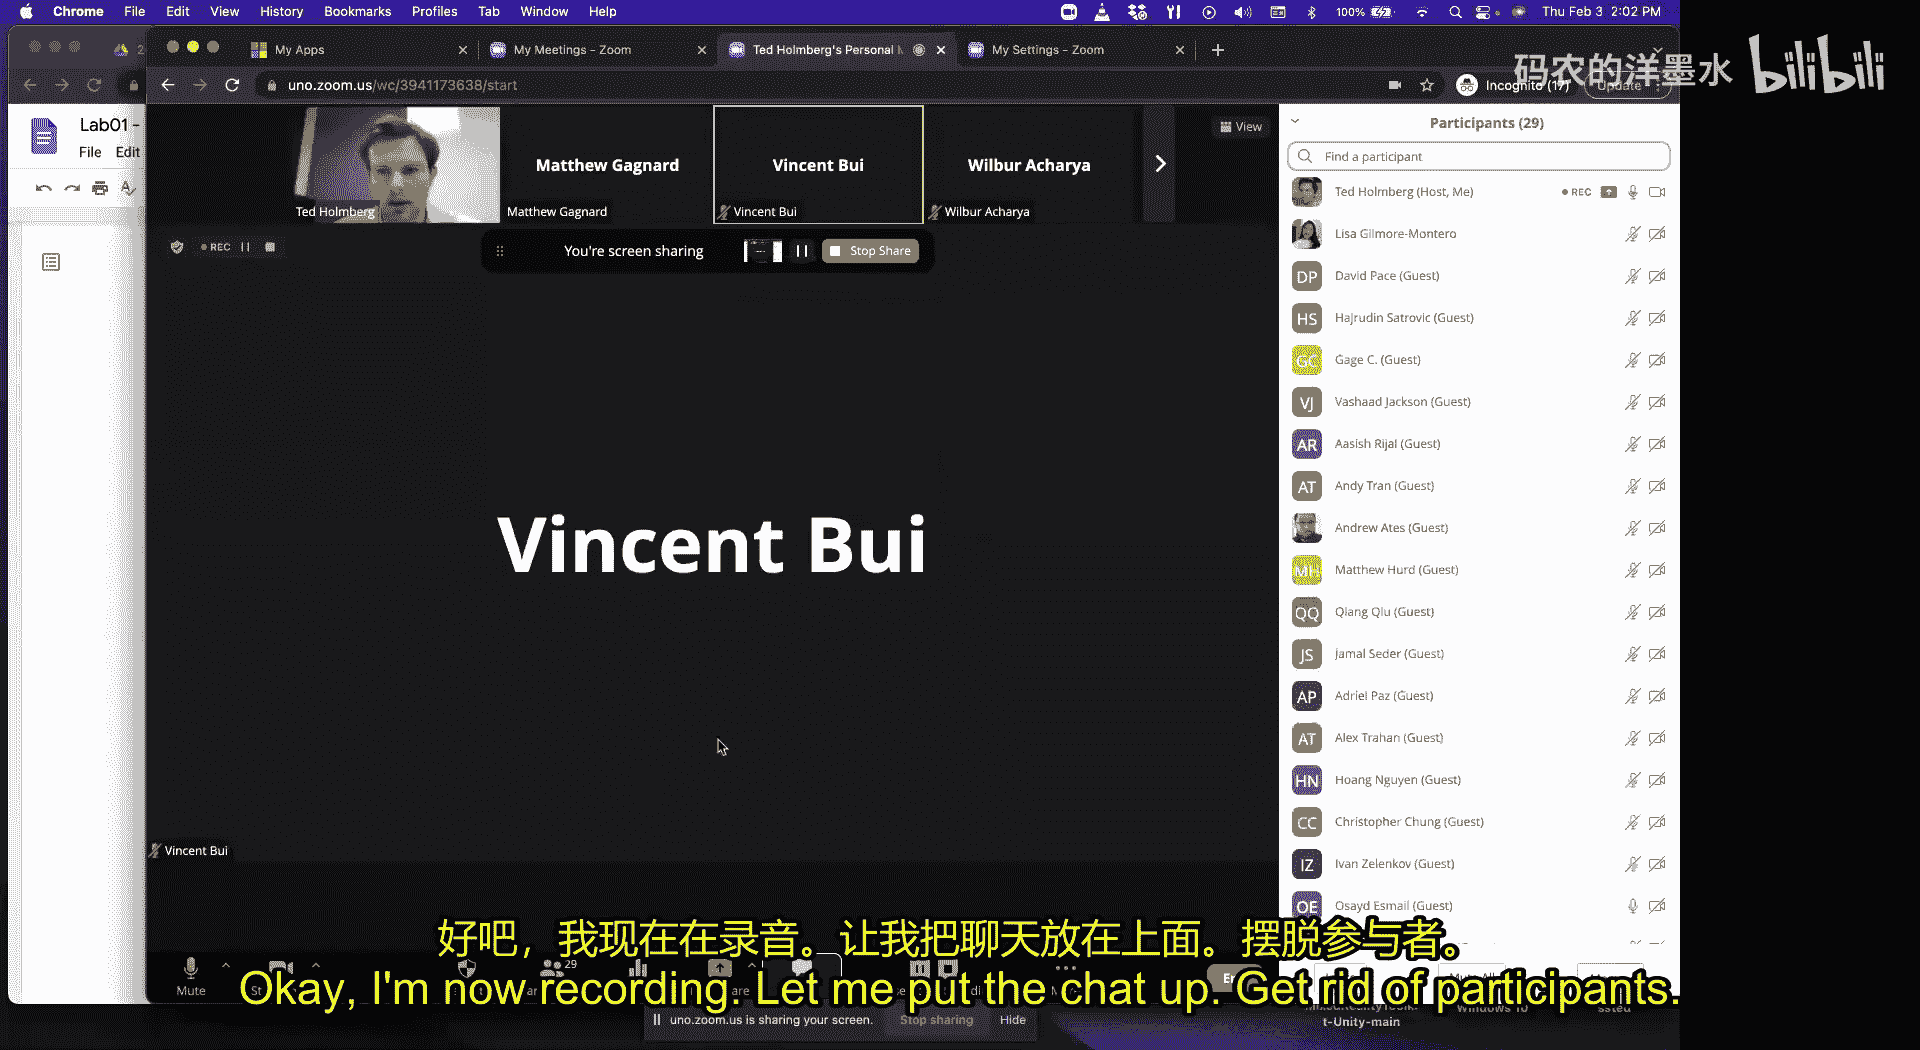 Chrome File Edit View History Bookmarks Profiles Tab Window Help 100% Thu Feb 3 2:02 PM
2 My Apps My Meetings - Zoom Ted Holmberg's Personal My Settings - Zoom
码农的洋墨水 bilibili
uno.zoom.us/wc/3941173638/start Incognito (17) Update
Lab01 -
File Edit
Participants (29)
View
Find a participant
Matthew Gagnard Vincent Bui Wilbur Acharya
Ted Holmberg Matthew Gagnard Vincent Bui Wilbur Acharya
REC You're screen sharing Stop Share
Ted Holmberg (Host, Me) REC
Lisa Gilmore-Montero
DP David Pace (Guest)
HS Hajrudin Satrovic (Guest)
GC Gage C. (Guest)
VJ Vashaad Jackson (Guest)
AR Aasish Rijal (Guest)
AT Andy Tran (Guest)
Andrew Ates (Guest)
MH Matthew Hurd (Guest)
QQ Qiang Qiu (Guest)
JS jamal Seder (Guest)
AP Adriel Paz (Guest)
AT Alex Trahan (Guest)
HN Hoang Nguyen (Guest)
CC Christopher Chung (Guest)
IZ Ivan Zelenkov (Guest)
OE Osayd Esmail (Guest)
Vincent Bui
Vincent Bui
好吧，我现在在录音。让我把聊天放在上面。摆脱参与者。
29
Mute
Okay, I'm now recording. Let me put the chat up. Get rid of participants.
uno.zoom.us is sharing your screen. Stop sharing Hide
t-Unity-main